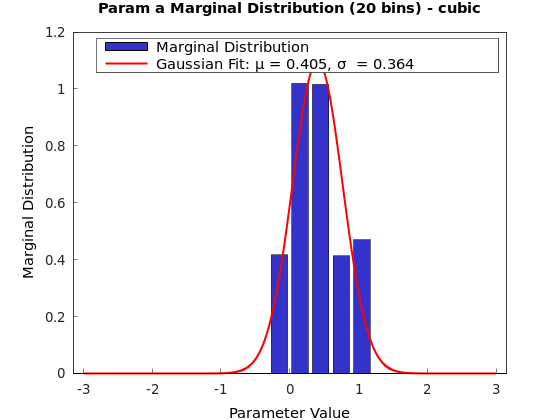 Param a Marginal Distribution (20 bins) - cubic
Marginal Distribution
Gaussian Fit: μ = 0.405, σ  = 0.364
1.2
1
0.8
0.6
0.4
0.2
0
Marginal Distribution
-3 -2 -1 0 1 2 3
Parameter Value